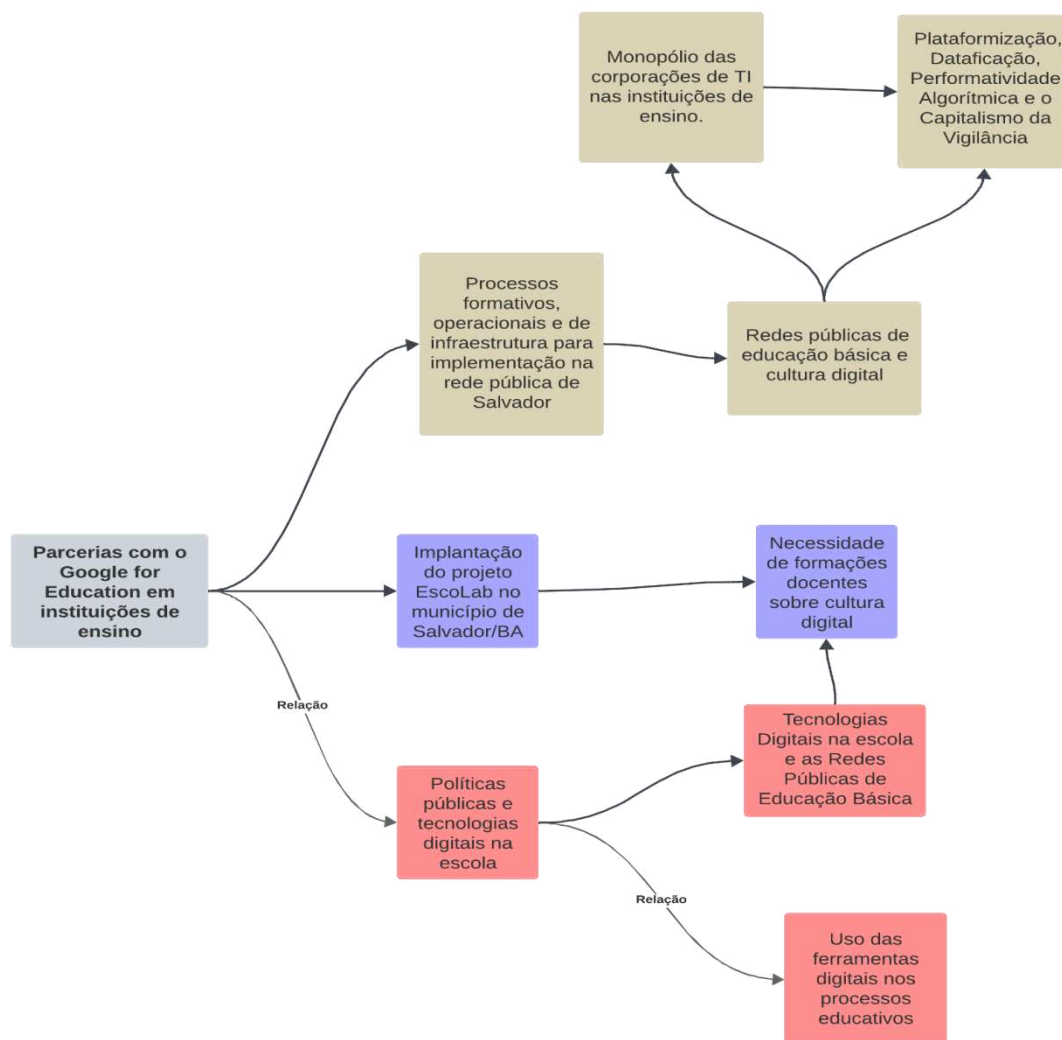 Monopólio das
corporações de TI
nas instituições de
ensino.
Plataformização,
Dataficação,
Performatividade
Algorítmica e o
Capitalismo da
Vigilância
Processos
formativos,
operacionais e de
infraestrutura para
implementação na
rede pública de
Salvador
Redes públicas de
educação básica e
cultura digital
Parcerias com o
Google for
Education em
instituições de
ensino
Implantação
do projeto
EscoLab no
município de
Salvador/BA
Necessidade
de formações
docentes
sobre cultura
digital
Relação
Tecnologias
Digitais na escola
e as Redes
Públicas de
Educação Básica
Políticas
públicas e
tecnologias
digitais na
escola
Relação
Uso das
ferramentas
digitais nos
processos
educativos